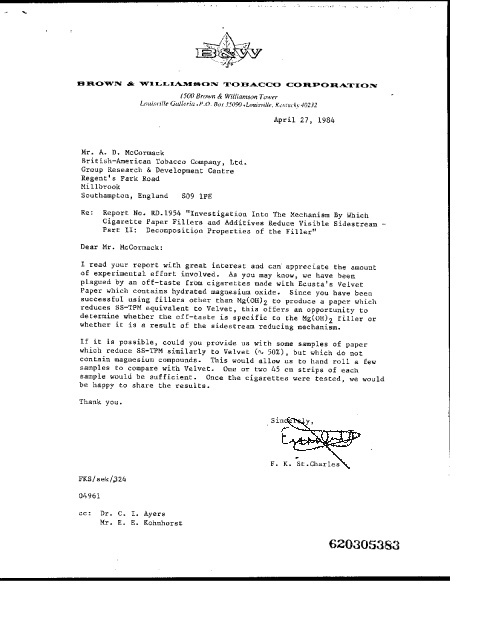 B&W
BROWN & WILLIAMSON TOBACCO CORPORATION
1500 Brown & Williamson Tower
Louisville Galleria • P.O. Box 35090 • Louisville, Kentucky 40232
April 27, 1984
Mr. A. D. McCormack
British-American Tobacco Company, Ltd.
Group Research & Development Centre
Regent's Park Road
Millbrook
Southampton, England S09 1PE
Re: Report No. RD.1954 "Investigation Into The Mechanism By Which
Cigarette Paper Fillers and Additives Reduce Visible Sidestream -
Part II: Decomposition Properties of the Filler"
Dear Mr. McCormack:
I read your report with great interest and can appreciate the amount
of experimental effort involved. As you may know, we have been
plagued by an off-taste from cigarettes made with Ecusta's Velvet
Paper which contains hydrated magnesium oxide. Since you have been
successful using fillers other than Mg(OH)2 to produce a paper which
reduces SS-TPM equivalent to Velvet, this offers an opportunity to
determine whether the off-taste is specific to the Mg(OH)2 filler or
whether it is a result of the sidestream reducing mechanism.
If it is possible, could you provide us with some samples of paper
which reduce SS-TPM similarly to Velvet (~ 50%), but which do not
contain magnesium compounds. This would allow us to hand roll a few
samples to compare with Velvet. One or two 45 cm strips of each
sample would be sufficient. Once the cigarettes were tested, we would
be happy to share the results.
Thank you.
Sincerely,
F. K. St.Charles
FKS/sek/324
04961
cc: Dr. C. I. Ayers
Mr. E. E. Kohnhorst
620305383